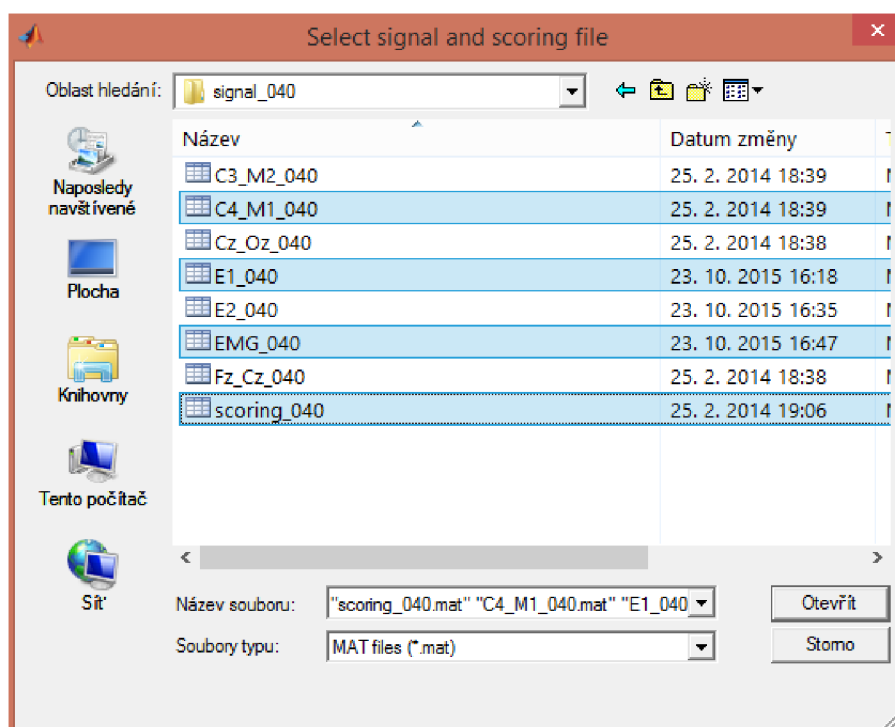 Select signal and scoring file
Oblast hledání: signal_040
Název Datum změny
C3_M2_040 25. 2. 2014 18:39
C4_M1_040 25. 2. 2014 18:39
Cz_Oz_040 25. 2. 2014 18:38
E1_040 23. 10. 2015 16:18
E2_040 23. 10. 2015 16:35
EMG_040 23. 10. 2015 16:47
Fz_Cz_040 25. 2. 2014 18:38
scoring_040 25. 2. 2014 19:06
Naposledy
navštívené
Plocha
Knihovny
Tento počítač
Síť
Název souboru: "scoring_040.mat" "C4_M1_040.mat" "E1_040
Otevřít
Soubory typu: MAT files (*.mat)
Storno